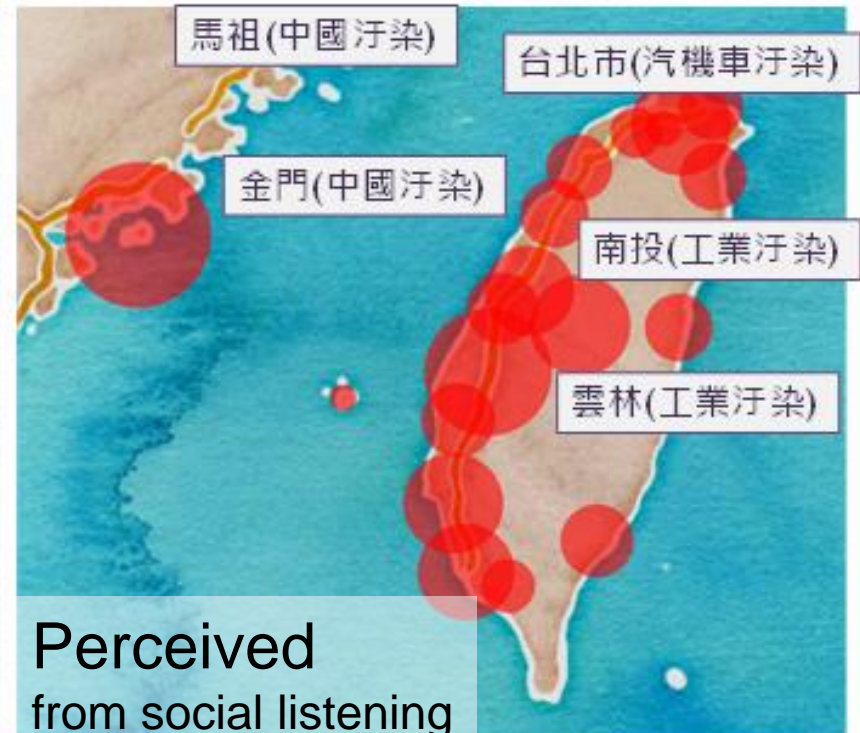 馬祖(中國汙染)
台北市(汽機車汙染)
金門(中國汙染)
南投(工業汙染)
雲林(工業汙染)
Perceived
from social listening